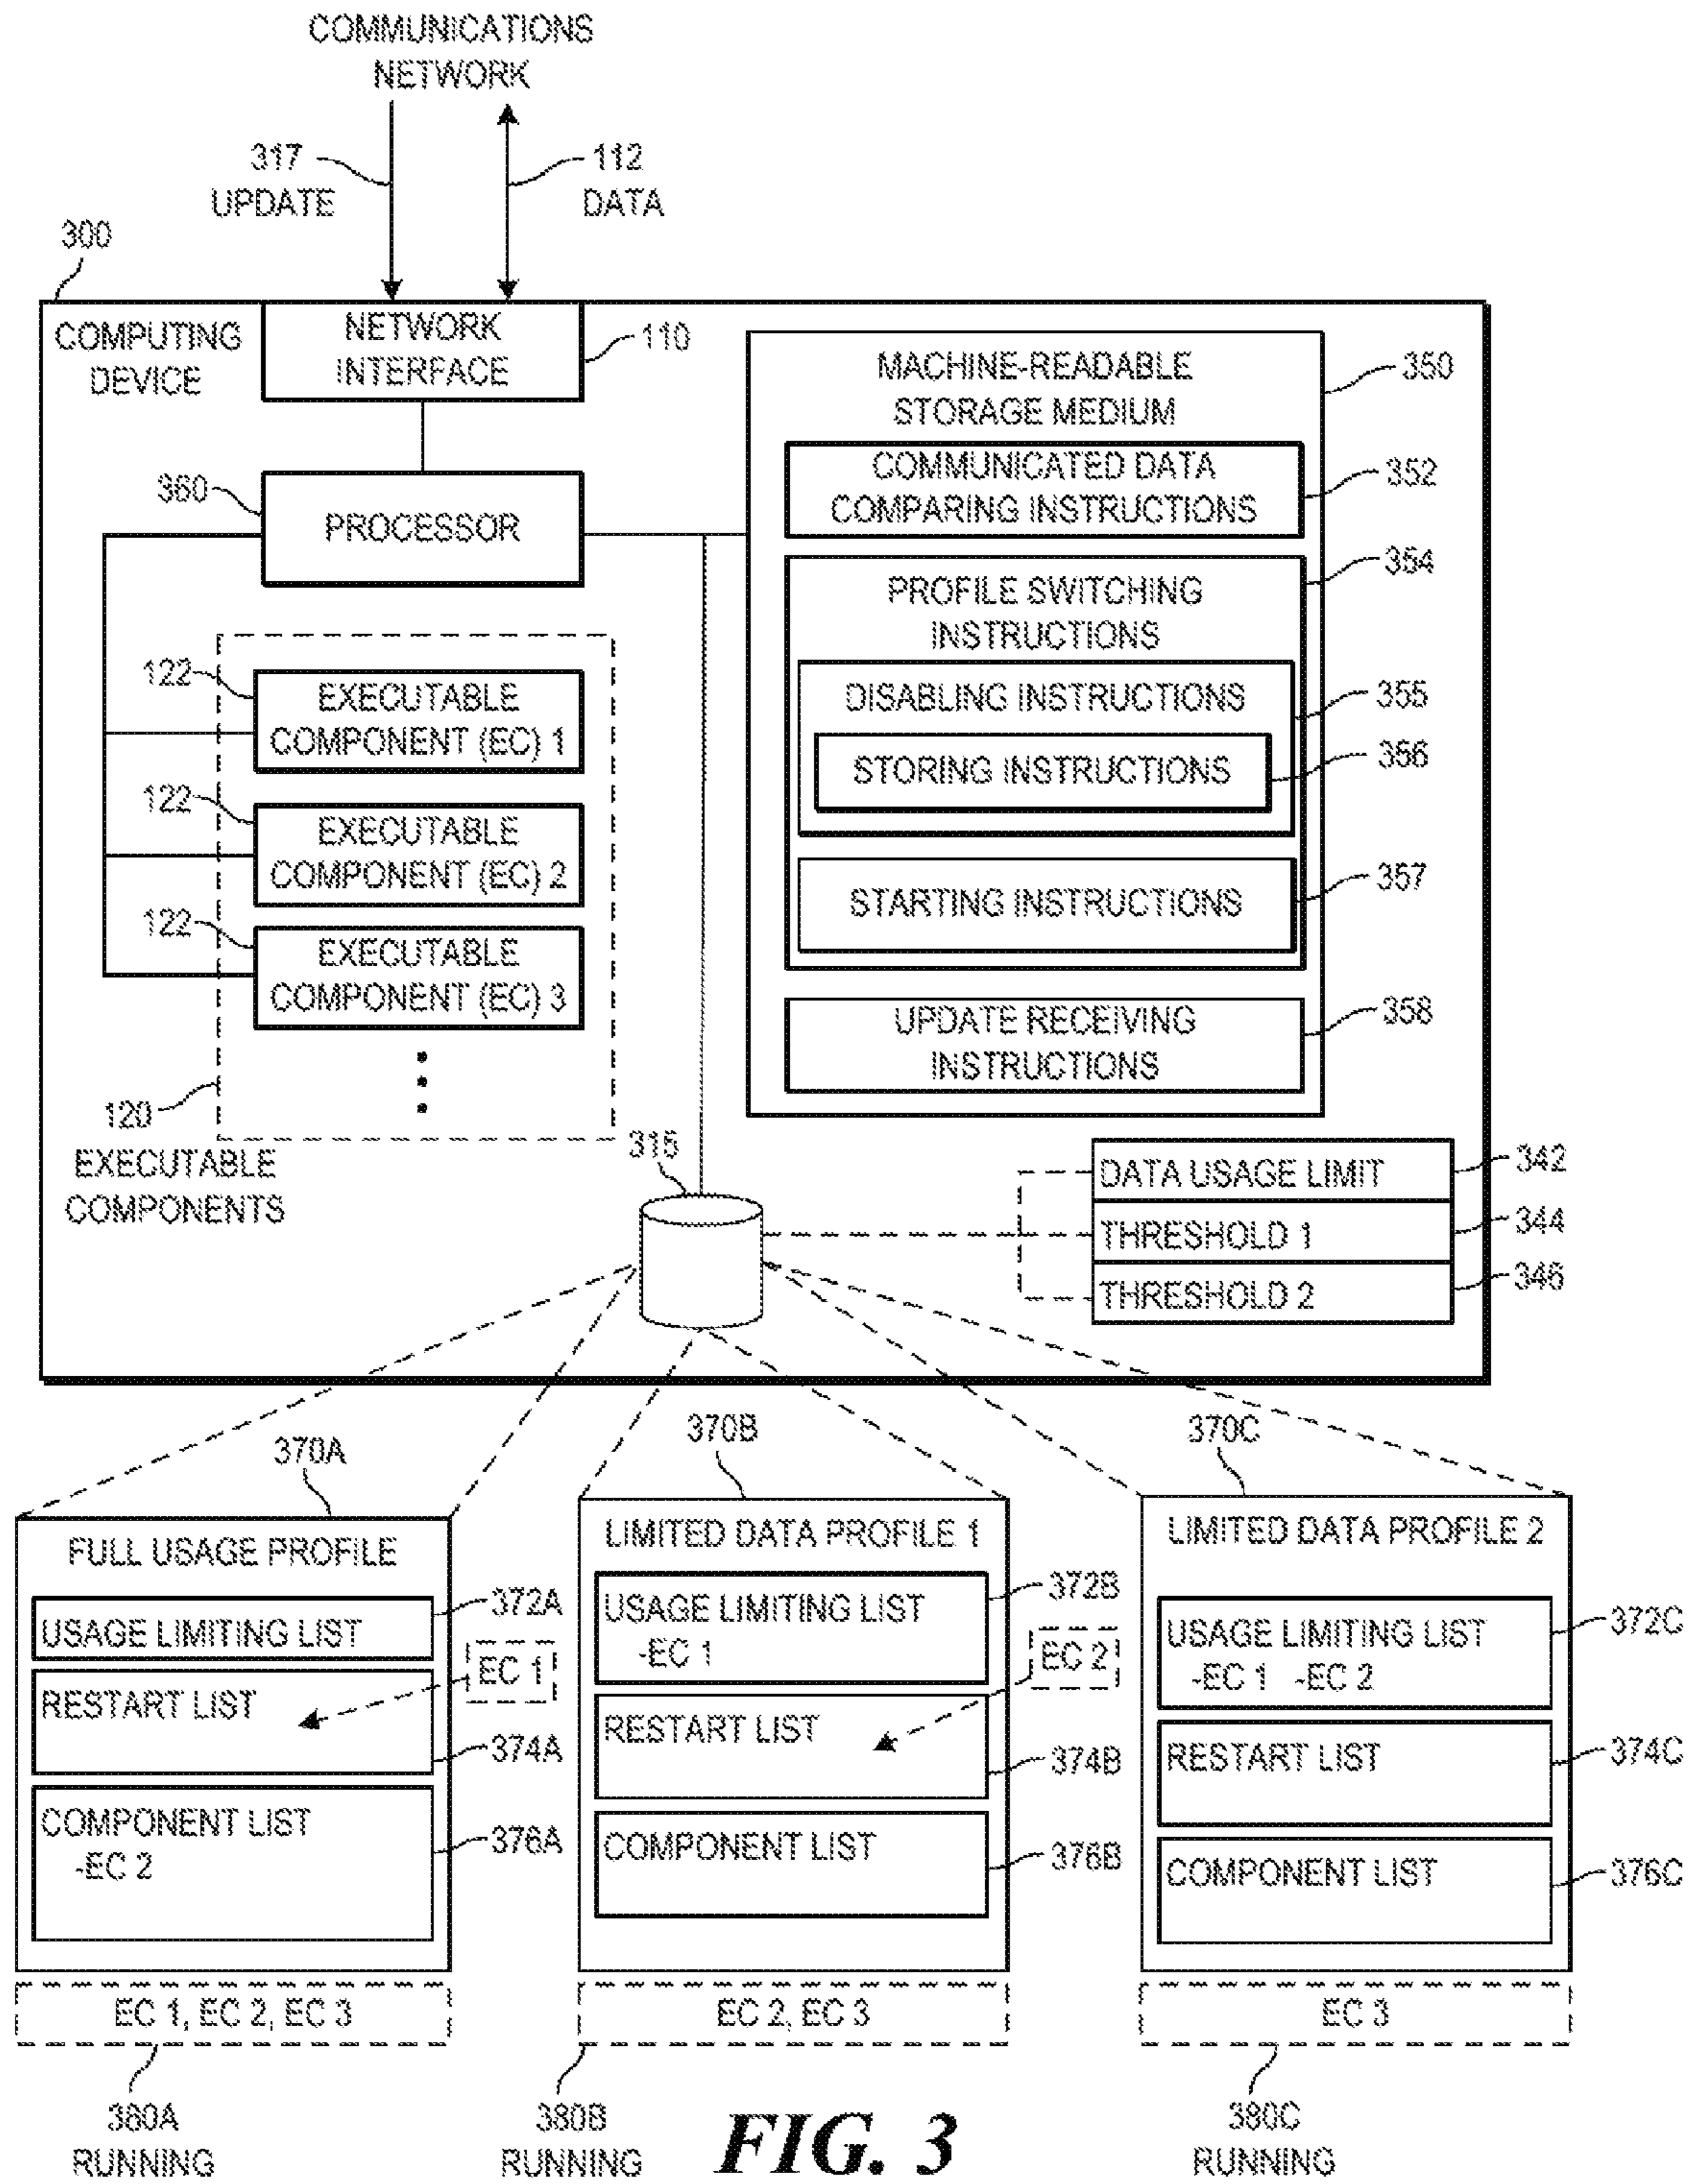 COMMUNICATIONS
NETWORK
317
UPDATE
112
DATA
300
COMPUTING
DEVICE
NETWORK
INTERFACE
110
MACHINE-READABLE
STORAGE MEDIUM
350
COMMUNICATED DATA
COMPARING INSTRUCTIONS
352
360
PROCESSOR
PROFILE SWITCHING
INSTRUCTIONS
354
DISABLING INSTRUCTIONS
355
STORING INSTRUCTIONS
356
STARTING INSTRUCTIONS
357
UPDATE RECEIVING
INSTRUCTIONS
358
122
EXECUTABLE
COMPONENT (EC) 1
122
EXECUTABLE
COMPONENT (EC) 2
122
EXECUTABLE
COMPONENT (EC) 3
120
EXECUTABLE
COMPONENTS
315
DATA USAGE LIMIT
342
THRESHOLD 1
344
THRESHOLD 2
346
370A
FULL USAGE PROFILE
USAGE LIMITING LIST
372A
EC 1
RESTART LIST
374A
COMPONENT LIST
-EC 2
376A
EC 1, EC 2, EC 3
380A
RUNNING
370B
LIMITED DATA PROFILE 1
USAGE LIMITING LIST
-EC 1
372B
EC 2
RESTART LIST
374B
COMPONENT LIST
376B
EC 2, EC 3
380B
RUNNING
370C
LIMITED DATA PROFILE 2
USAGE LIMITING LIST
-EC 1 -EC 2
372C
RESTART LIST
374C
COMPONENT LIST
376C
EC 3
380C
RUNNING
FIG. 3